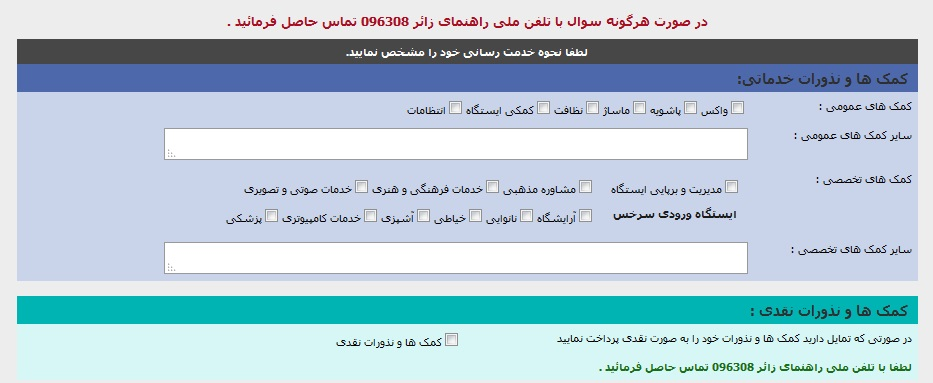 در صورت هرگونه سوال با تلفن ملی راهنمای زائر 096308 تماس حاصل فرمائید .
لطفا نحوه خدمت رسانی خود را مشخص نمایید.
کمک ها و نذورات خدماتی:
کمک های عمومی : واکس پاشویه ماساژ نظافت کمکی ایستگاه انتظامات
سایر کمک های عمومی :
کمک های تخصصی : مدیریت و برپایی ایستگاه مشاوره مذهبی خدمات فرهنگی و هنری خدمات صوتی و تصویری
ایستگاه ورودی سرخس آرایشگاه نانوایی خیاطی آشپزی خدمات کامپیوتری پزشکی
سایر کمک های تخصصی :
کمک ها و نذورات نقدی :
در صورتی که تمایل دارید کمک ها و نذورات خود را به صورت نقدی پرداخت نمایید کمک ها و نذورات نقدی
لطفا با تلفن ملی راهنمای زائر 096308 تماس حاصل فرمائید .